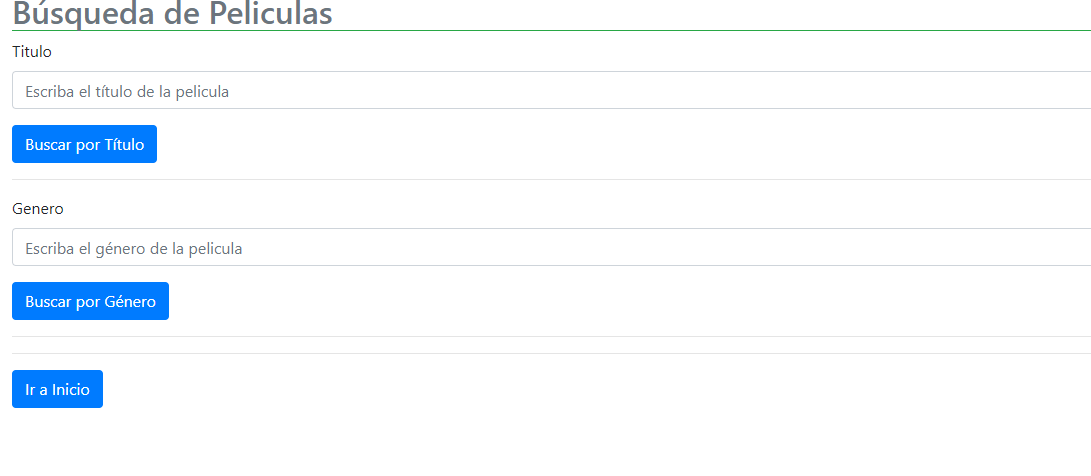 Búsqueda de Peliculas
Titulo
Escriba el título de la pelicula
Buscar por Título
Genero
Escriba el género de la pelicula
Buscar por Género
Ir a Inicio